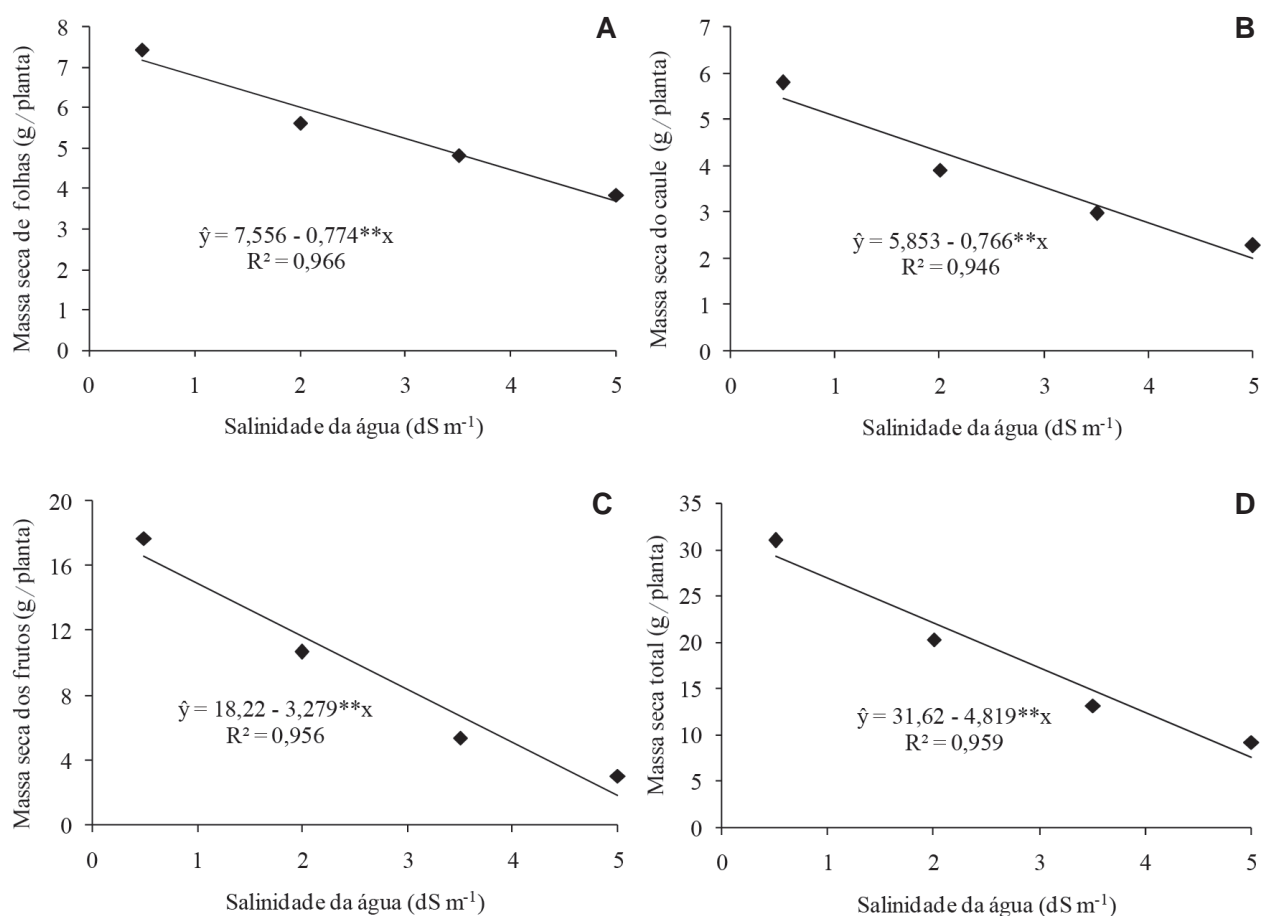 A
Massa seca de folhas (g/planta)
8
7
6
5
4
3
2
1
0
ŷ = 7,556 - 0,774**x
R² = 0,966
0 1 2 3 4 5
Salinidade da água (dS m⁻¹)
B
Massa seca do caule (g/planta)
7
6
5
4
3
2
1
0
ŷ = 5,853 - 0,766**x
R² = 0,946
0 1 2 3 4 5
Salinidade da água (dS m⁻¹)
C
Massa seca dos frutos (g/planta)
20
16
12
8
4
0
ŷ = 18,22 - 3,279**x
R² = 0,956
0 1 2 3 4 5
Salinidade da água (dS m⁻¹)
D
Massa seca total (g/planta)
35
30
25
20
15
10
5
0
ŷ = 31,62 - 4,819**x
R² = 0,959
0 1 2 3 4 5
Salinidade da água (dS m⁻¹)